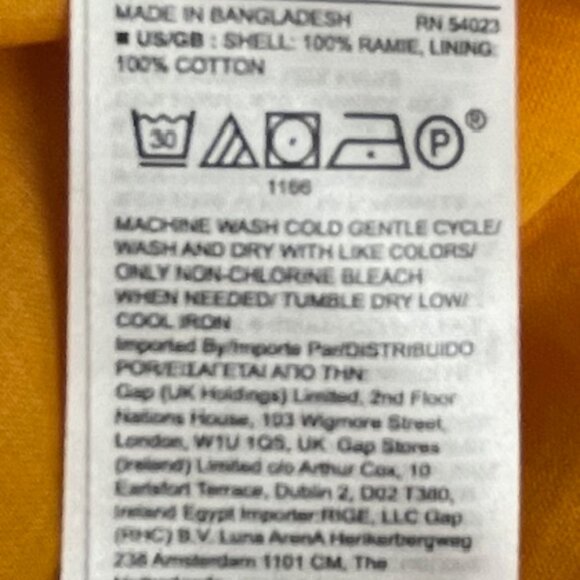 MADE IN BANGLADESH RN 54023
■ US/GB : SHELL: 100% RAMIE, LINING:
100% COTTON
30 P ®
1166
MACHINE WASH COLD GENTLE CYCLE/
WASH AND DRY WITH LIKE COLORS/
ONLY NON-CHLORINE BLEACH
WHEN NEEDED/ TUMBLE DRY LOW/
COOL IRON
Imported By/Importe Par/DISTRIBUIDO
POR/ΕΙΣΑΓΕΤΑΙ ΑΠΟ ΤΗΝ:
Gap (UK Holdings) Limited, 2nd Floor
Nations House, 103 Wigmore Street,
London, W1U 1QS, UK Gap Stores
(Ireland) Limited c/o Arthur Cox, 10
Earlsfort Terrace, Dublin 2, D02 T380,
Ireland Egypt Importer:RIGE, LLC Gap
(RHC) B.V. Luna ArenA Herikerbergweg
238 Amsterdam 1101 CM, The